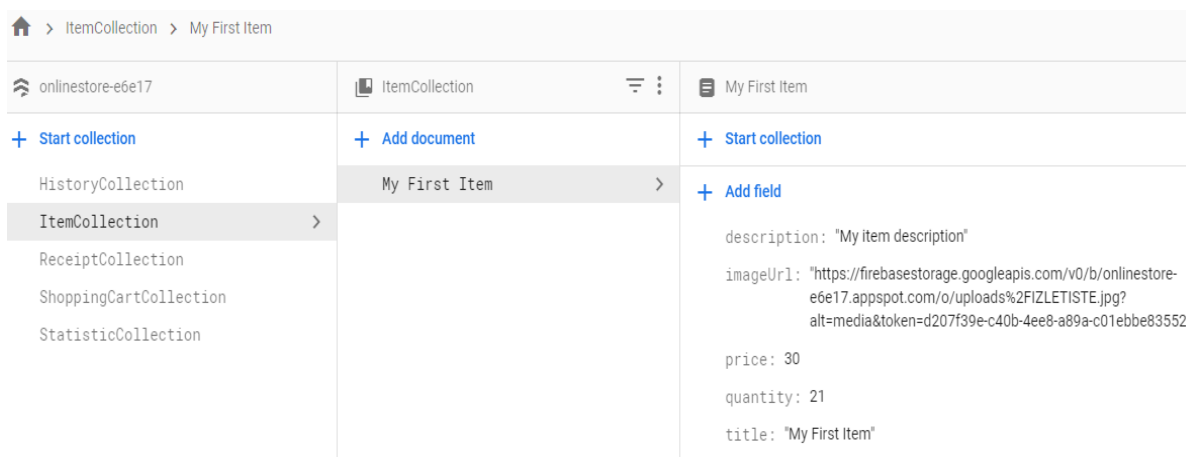 ItemCollection > My First Item
onlinestore-e6e17
ItemCollection
My First Item
+ Start collection
+ Add document
+ Start collection
HistoryCollection
ItemCollection
ReceiptCollection
ShoppingCartCollection
StatisticCollection
My First Item
+ Add field
description: "My item description"
imageUrl: "https://firebasestorage.googleapis.com/v0/b/onlinestore-
e6e17.appspot.com/o/uploads%2FIZLETISTE.jpg?
alt=media&token=d207f39e-c40b-4ee8-a89a-c01ebbe83552
price: 30
quantity: 21
title: "My First Item"